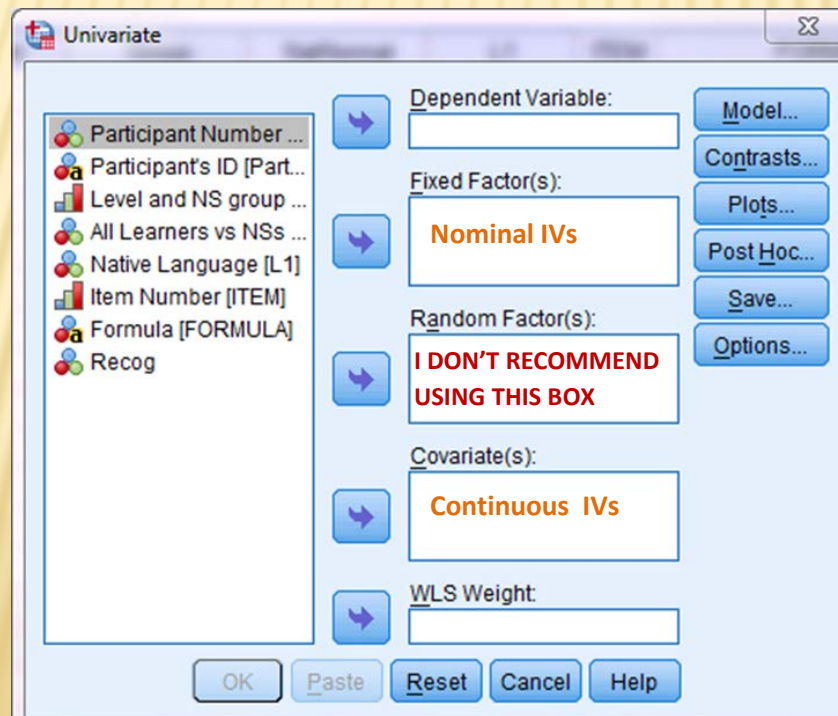 Univariate
Participant Number ...
Participant's ID [Part...
Level and NS group ...
All Learners vs NSs ...
Native Language [L1]
Item Number [ITEM]
Formula [FORMULA]
Recog
Dependent Variable:
Fixed Factor(s):
Nominal IVs
Random Factor(s):
I DON'T RECOMMEND
USING THIS BOX
Covariate(s):
Continuous IVs
WLS Weight:
Model...
Contrasts...
Plots...
Post Hoc...
Save...
Options...
OK
Paste
Reset
Cancel
Help